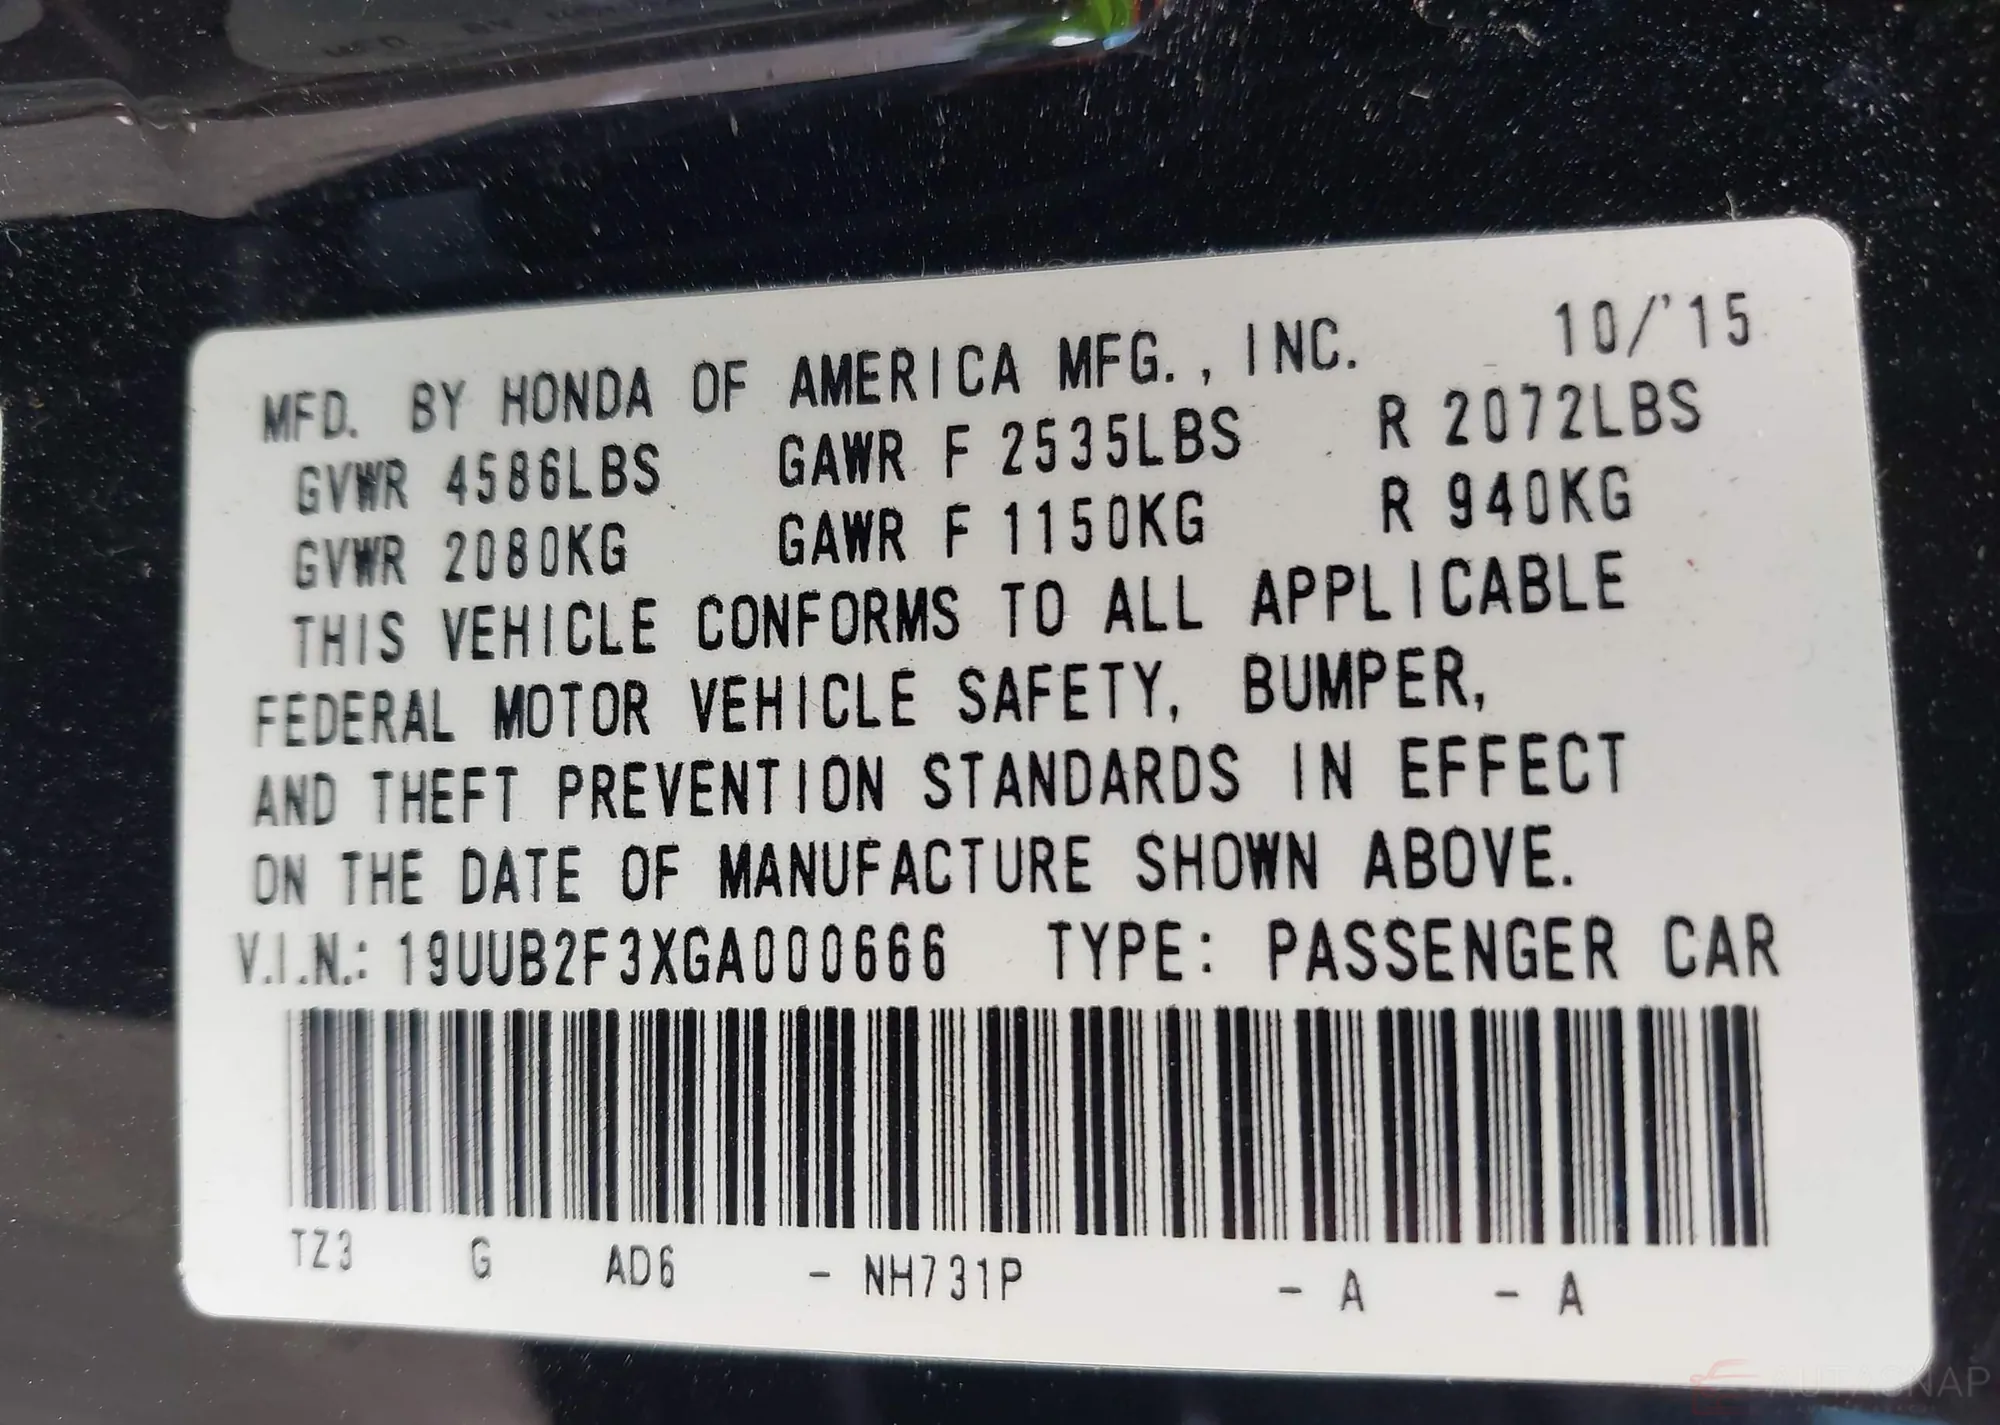 10/'15
MFD. BY HONDA OF AMERICA MFG., INC.
GVWR 4586LBS GAWR F 2535LBS R 2072LBS
GVWR 2080KG GAWR F 1150KG R 940KG
THIS VEHICLE CONFORMS TO ALL APPLICABLE
FEDERAL MOTOR VEHICLE SAFETY, BUMPER,
AND THEFT PREVENTION STANDARDS IN EFFECT
ON THE DATE OF MANUFACTURE SHOWN ABOVE.
V.I.N.: 19UUB2F3XGA000666 TYPE: PASSENGER CAR
TZ3 G AD6 - NH731P - A - A
AUTASNAP